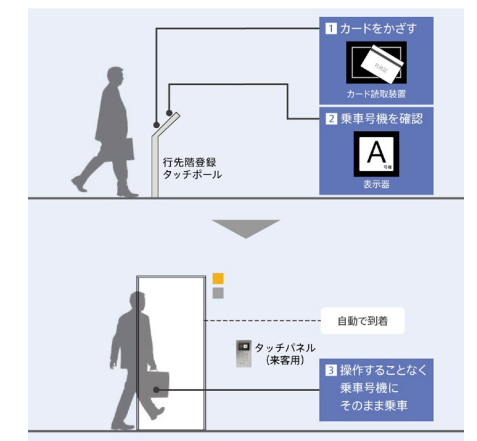 1 カードをかざす
カード読取装置
2 乗車号機を確認
A
号機
表示器
行先階登録
タッチポール
自動で到着
タッチパネル
(来客用)
3 操作することなく
乗車号機に
そのまま乗車